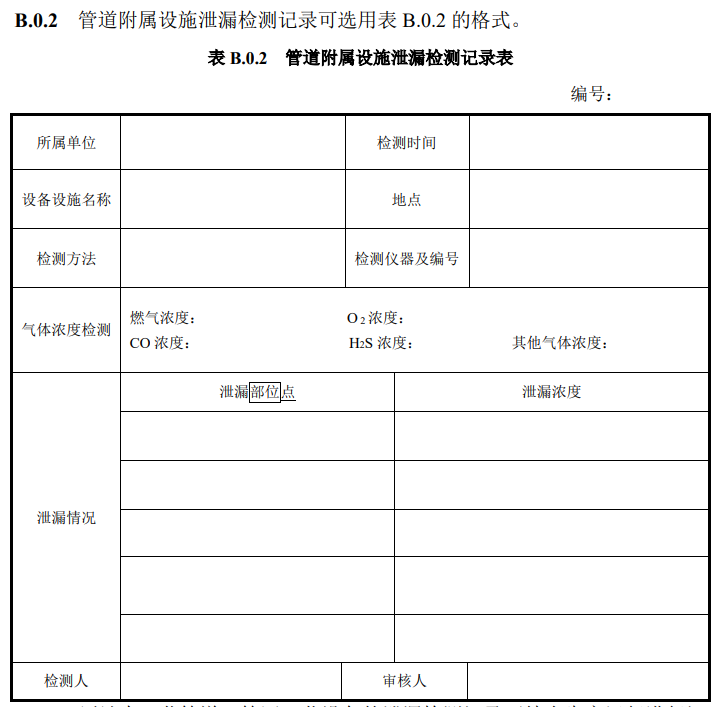 B.0.2 管道附属设施泄漏检测记录可选用表 B.0.2 的格式。
表 B.0.2 管道附属设施泄漏检测记录表
编号：
所属单位 检测时间
设备设施名称 地点
检测方法 检测仪器及编号
气体浓度检测
燃气浓度： O₂浓度：
CO 浓度： H₂S 浓度： 其他气体浓度：
泄漏情况
泄漏部位点 泄漏浓度
检测人 审核人